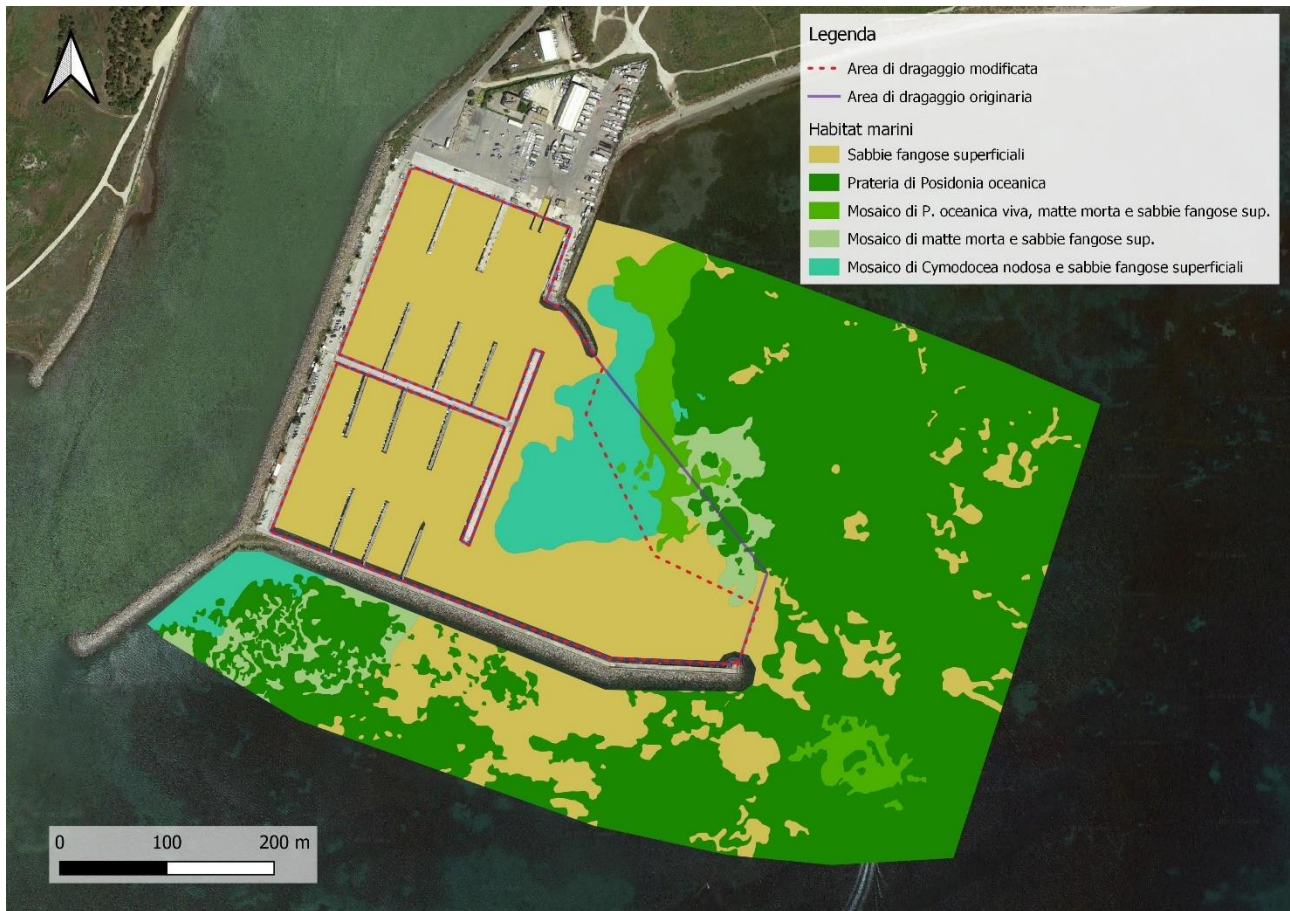 Legenda
Area di dragaggio modificata
Area di dragaggio originaria
Habitat marini
Sabbie fangose superficiali
Prateria di Posidonia oceanica
Mosaico di P. oceanica viva, matte morta e sabbie fangose sup.
Mosaico di matte morta e sabbie fangose sup.
Mosaico di Cymodocea nodosa e sabbie fangose superficiali
0 100 200 m